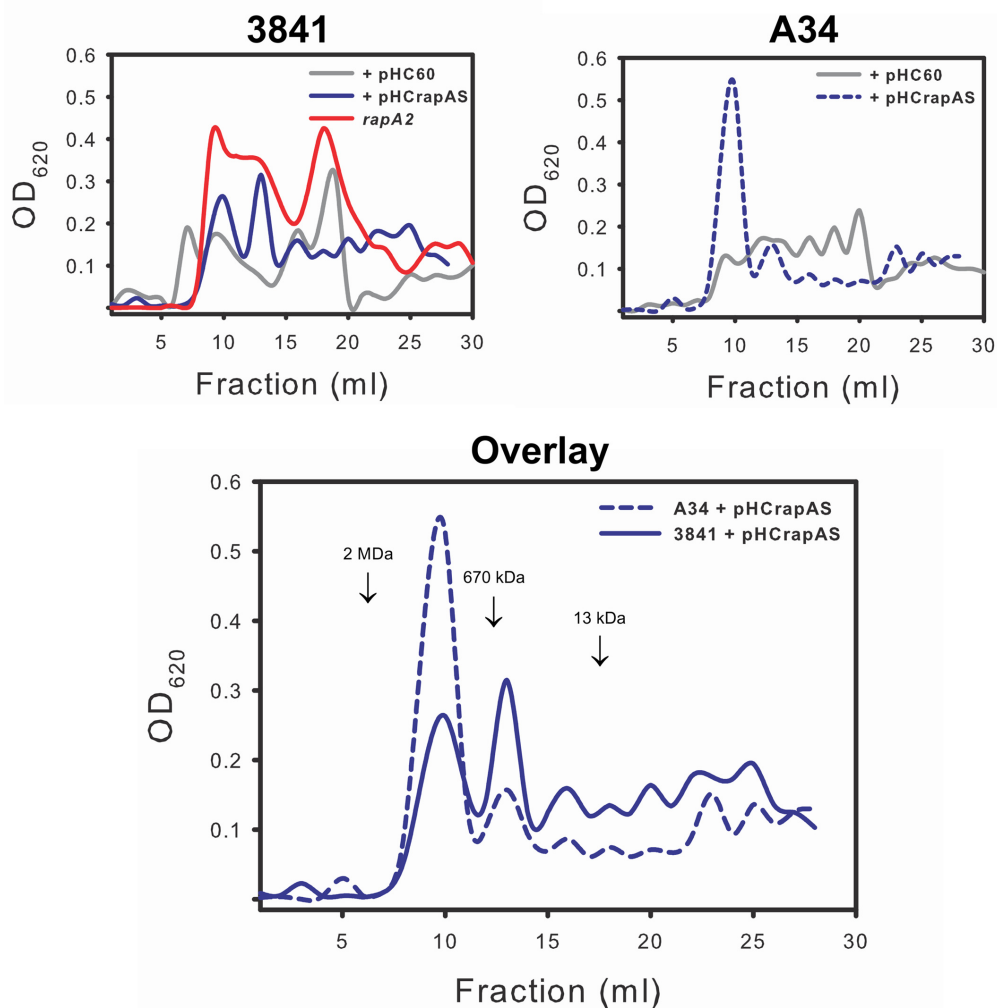 3841
0.6
0.5
0.4
0.3
0.2
0.1
OD620
+ pHC60
+ pHCrapAS
rapA2
5 10 15 20 25 30
Fraction (ml)
A34
0.6
0.5
0.4
0.3
0.2
0.1
OD620
+ pHC60
+ pHCrapAS
5 10 15 20 25 30
Fraction (ml)
Overlay
0.6
0.5
0.4
0.3
0.2
0.1
OD620
A34 + pHCrapAS
3841 + pHCrapAS
2 MDa
670 kDa
13 kDa
5 10 15 20 25 30
Fraction (ml)